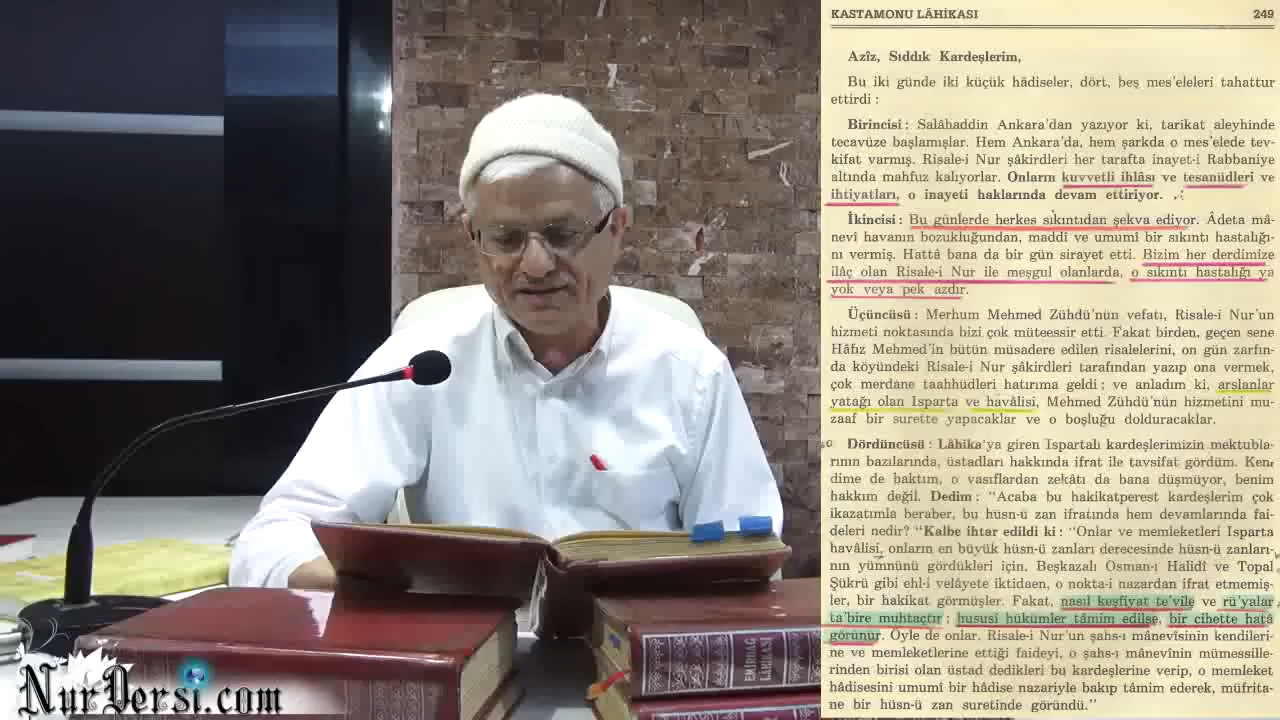 KASTAMONU LÂHİKASI 249
Azîz, Sıddık Kardeşlerim,
Bu iki günde iki küçük hâdiseler, dört, beş mes'eleleri tahattur
ettirdi :
Birincisi : Salâhaddin Ankara'dan yazıyor ki, tarikat aleyhinde
tecavüze başlamışlar. Hem Ankara'da, hem şarkda o mes'elede tev-
kifat varmış. Risale-i Nur şâkirdleri her tarafta inayet-i Rabbaniye
altında mahfuz kalıyorlar. Onların kuvvetli ihlâsı ve tesanüdleri ve
ihtiyatları, o inayeti haklarında devam ettiriyor.
İkincisi : Bu günlerde herkes sıkıntıdan şekva ediyor. Âdeta mâ-
nevî havanın bozukluğundan, maddî ve umumî bir sıkıntı hastalığı-
nı vermiş. Hattâ bana da bir gün sirayet etti. Bizim her derdimize
ilâç olan Risale-i Nur ile meşgul olanlarda, o sıkıntı hastalığı ya
yok veya pek azdır.
Üçüncüsü : Merhum Mehmed Zühdü'nün vefatı, Risale-i Nur'un
hizmeti noktasında bizi çok müteessir etti. Fakat birden, geçen sene
Hâfız Mehmed'in bütün müsadere edilen risalelerini, on gün zarfın-
da köyündeki Risale-i Nur şâkirdleri tarafından yazıp ona vermek,
çok merdane taahhüdleri hatırıma geldi ; ve anladım ki, arslanlar
yatağı olan Isparta ve havâlisi, Mehmed Zühdü'nün hizmetini mu-
zaaf bir surette yapacaklar ve o boşluğu dolduracaklar.
Dördüncüsü : Lâhika'ya giren Ispartalı kardeşlerimizin mektubla-
rının bazılarında, üstadları hakkında ifrat ile tavsifat gördüm. Ken-
dime de baktım, o vasıflardan zekâtı da bana düşmüyor, benim
hakkım değil. Dedim : "Acaba bu hakikatperest kardeşlerim çok
ikazatımla beraber, bu hüsn-ü zan ifratında hem devamlarında fai-
deleri nedir? "Kalbe ihtar edildi ki : "Onlar ve memleketleri Isparta
havâlisi, onların en büyük hüsn-ü zanları derecesinde hüsn-ü zanları-
nın yümnünü gördükleri için. Beşkazalı Osman-ı Halidî ve Topal
Şükrü gibi ehl-i velâyete iktidaen, o nokta-i nazardan ifrat etmemiş-
ler, bir hakikat görmüşler. Fakat, nasıl keşfiyat te'vile ve rü'yalar
ta'bire muhtaçtır ; hususî hükümler tâmim edilse, bir cihette hatâ
görünür. Öyle de onlar. Risale-i Nur'un şahs-ı mânevîsinin kendileri-
ne ve memleketlerine ettiği faideyi, o şahs-ı mânevînin mümessille-
rinden birisi olan üstad dedikleri bu kardeşlerine verip, o memleket
hâdisesini umumî bir hâdise nazariyle bakıp tâmim ederek, müfrita-
ne bir hüsn-ü zan suretinde göründü."
EMİRDAĞ
LÂHİKASI
NurDersi.com